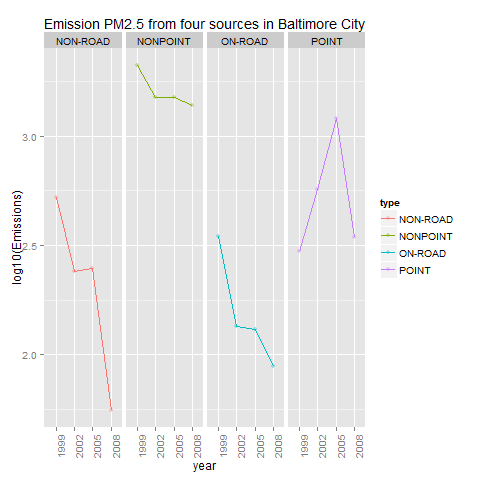 Emission PM2.5 from four sources in Baltimore City
NON-ROAD NONPOINT ON-ROAD POINT
log10(Emissions)
3.0
2.5
2.0
1999 2002 2005 2008 1999 2002 2005 2008 1999 2002 2005 2008 1999 2002 2005 2008
year
type
NON-ROAD
NONPOINT
ON-ROAD
POINT